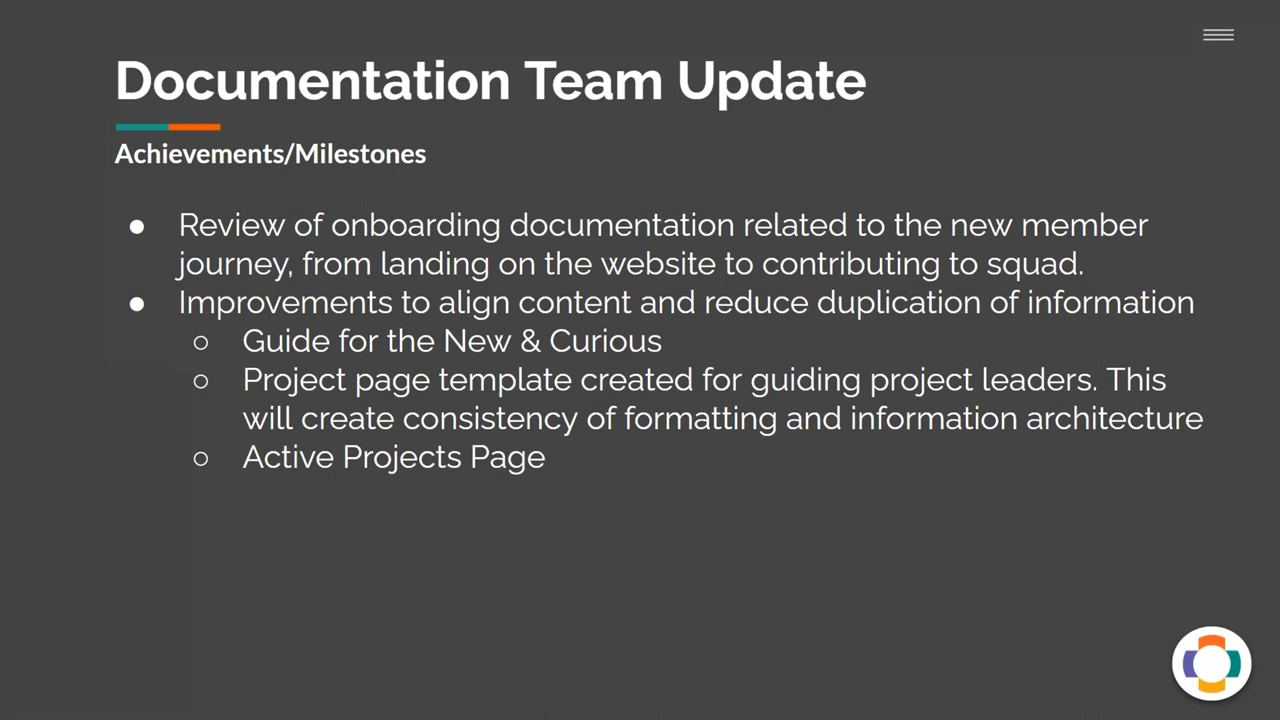 Documentation Team Update
Achievements/Milestones
● Review of onboarding documentation related to the new member
journey, from landing on the website to contributing to squad.
● Improvements to align content and reduce duplication of information
○ Guide for the New & Curious
○ Project page template created for guiding project leaders. This
will create consistency of formatting and information architecture
○ Active Projects Page